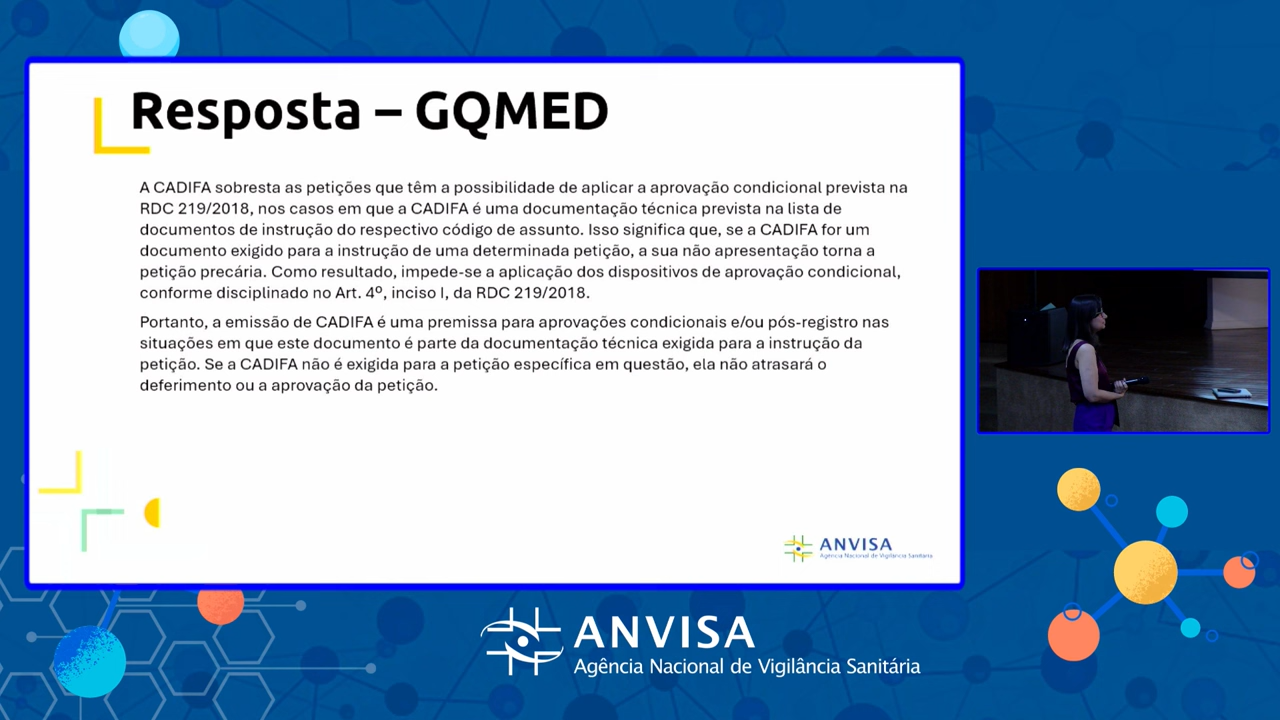 Resposta – GQMED
A CADIFA sobresta as petições que têm a possibilidade de aplicar a aprovação condicional prevista na
RDC 219/2018, nos casos em que a CADIFA é uma documentação técnica prevista na lista de
documentos de instrução do respectivo código de assunto. Isso significa que, se a CADIFA for um
documento exigido para a instrução de uma determinada petição, a sua não apresentação torna a
petição precária. Como resultado, impede-se a aplicação dos dispositivos de aprovação condicional,
conforme disciplinado no Art. 4º, inciso I, da RDC 219/2018.
Portanto, a emissão de CADIFA é uma premissa para aprovações condicionais e/ou pós-registro nas
situações em que este documento é parte da documentação técnica exigida para a instrução da
petição. Se a CADIFA não é exigida para a petição específica em questão, ela não atrasará o
deferimento ou a aprovação da petição.
ANVISA
Agência Nacional de Vigilância Sanitária
ANVISA
Agência Nacional de Vigilância Sanitária